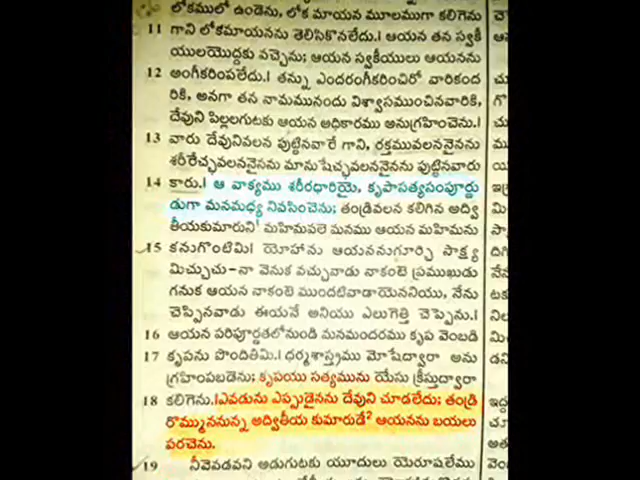 లోకములో ఉండెను, లోక మాయన మూలముగా కలిగెను
11 గాని లోకమాయనను తెలిసికొనలేదు.| ఆయన తన స్వకీ
యులయొద్దకు వచ్చెను; ఆయన స్వకీయులు ఆయనను
12 అంగీకరింపలేదు.| తన్ను ఎందరంగీకరించిరో వారికంద
రికి, అనగా తన నామమునందు విశ్వాసముంచినవారికి,
దేవుని పిల్లలగుటకు ఆయన అధికారము అనుగ్రహించెను.|
13 వారు దేవునివలన పుట్టినవారే గాని, రక్తమువలననైనను
శరీరేచ్ఛవలననైనను మానుషేచ్ఛవలననైనను పుట్టినవారు
14 కారు.| ఆ వాక్యము శరీరధారియై, కృపాసత్యసంపూర్ణు
డుగా మనమధ్య నివసించెను; తండ్రివలన కలిగిన అద్వి
తీయకుమారుని1 మహిమవలె మనము ఆయన మహిమను
15 కనుగొంటిమి| యోహాను ఆయననుగూర్చి సాక్ష్య
మిచ్చుచు–నా వెనుక వచ్చువాడు నాకంటె ప్రముఖుడు
గనుక ఆయన నాకంటె ముందటివాడాయెననియు, నేను
చెప్పినవాడు ఈయనే అనియు ఎలుగెత్తి చెప్పెను.|
16 ఆయన పరిపూర్ణతలోనుండి మనమందరము కృప వెంబడి
17 కృపను పొందితిమి.| ధర్మశాస్త్రము మోషేద్వారా అను
గ్రహింపబడెను; కృపయు సత్యమును యేసు క్రీస్తుద్వారా
18 కలిగెను.|ఎవడును ఎప్పుడైనను దేవుని చూడలేదు; తండ్రి
రొమ్ముననున్న అద్వితీయ కుమారుడే2 ఆయనను బయలు
పరచెను.
19 నీవెవడవని అడుగుటకు యూదులు యెరూషలేము